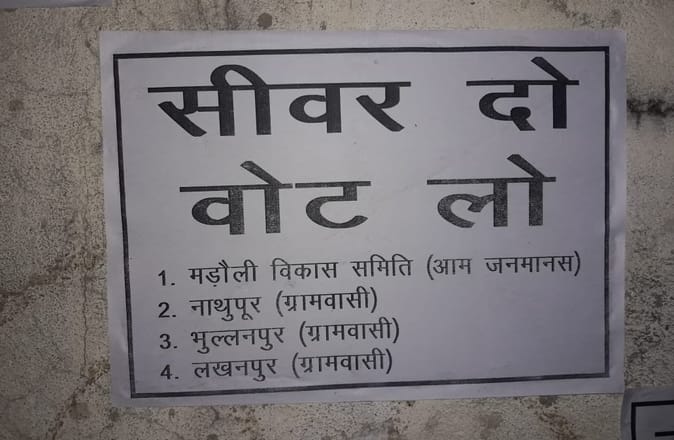 सीवर दो
वोट लो
1. मड़ौली विकास समिति (आम जनमानस)
2. नाथुपूर (ग्रामवासी)
3. भुल्लनपुर (ग्रामवासी)
4. लखनपुर (ग्रामवासी)